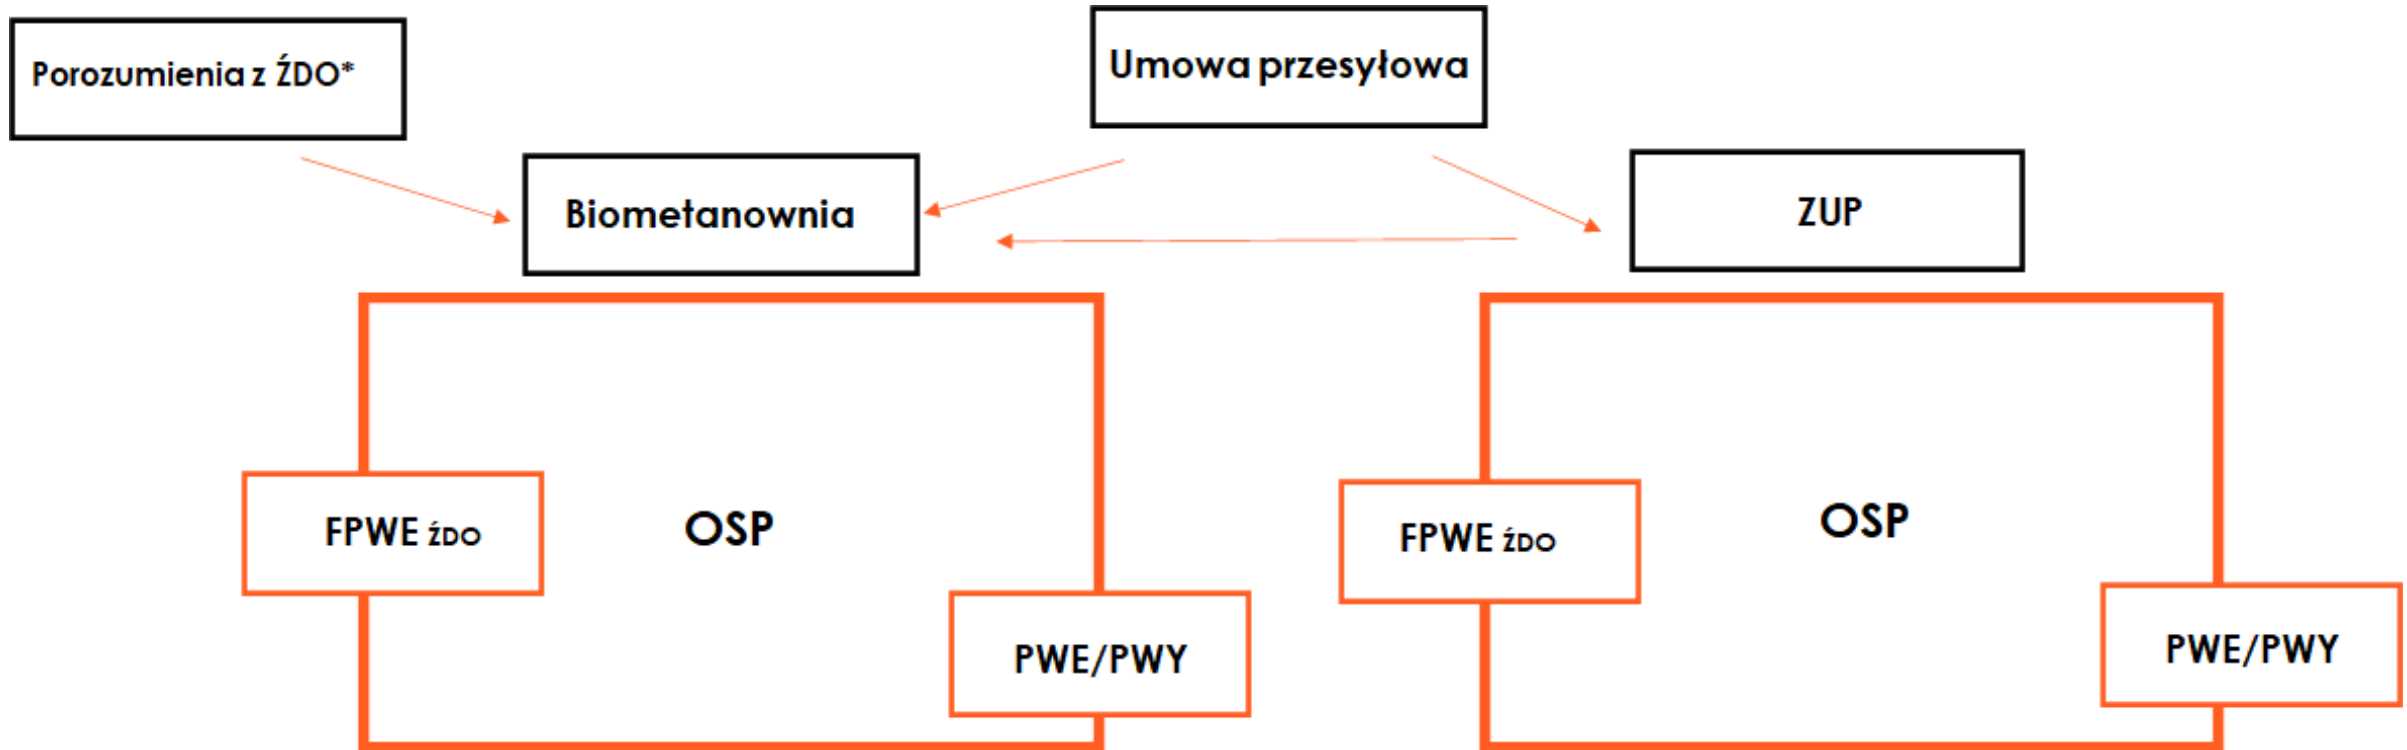 Porozumienia z ŹDO*
Umowa przesyłowa
Biometanownia
ZUP
FPWE ŹDO
OSP
PWE/PWY
FPWE ŹDO
OSP
PWE/PWY